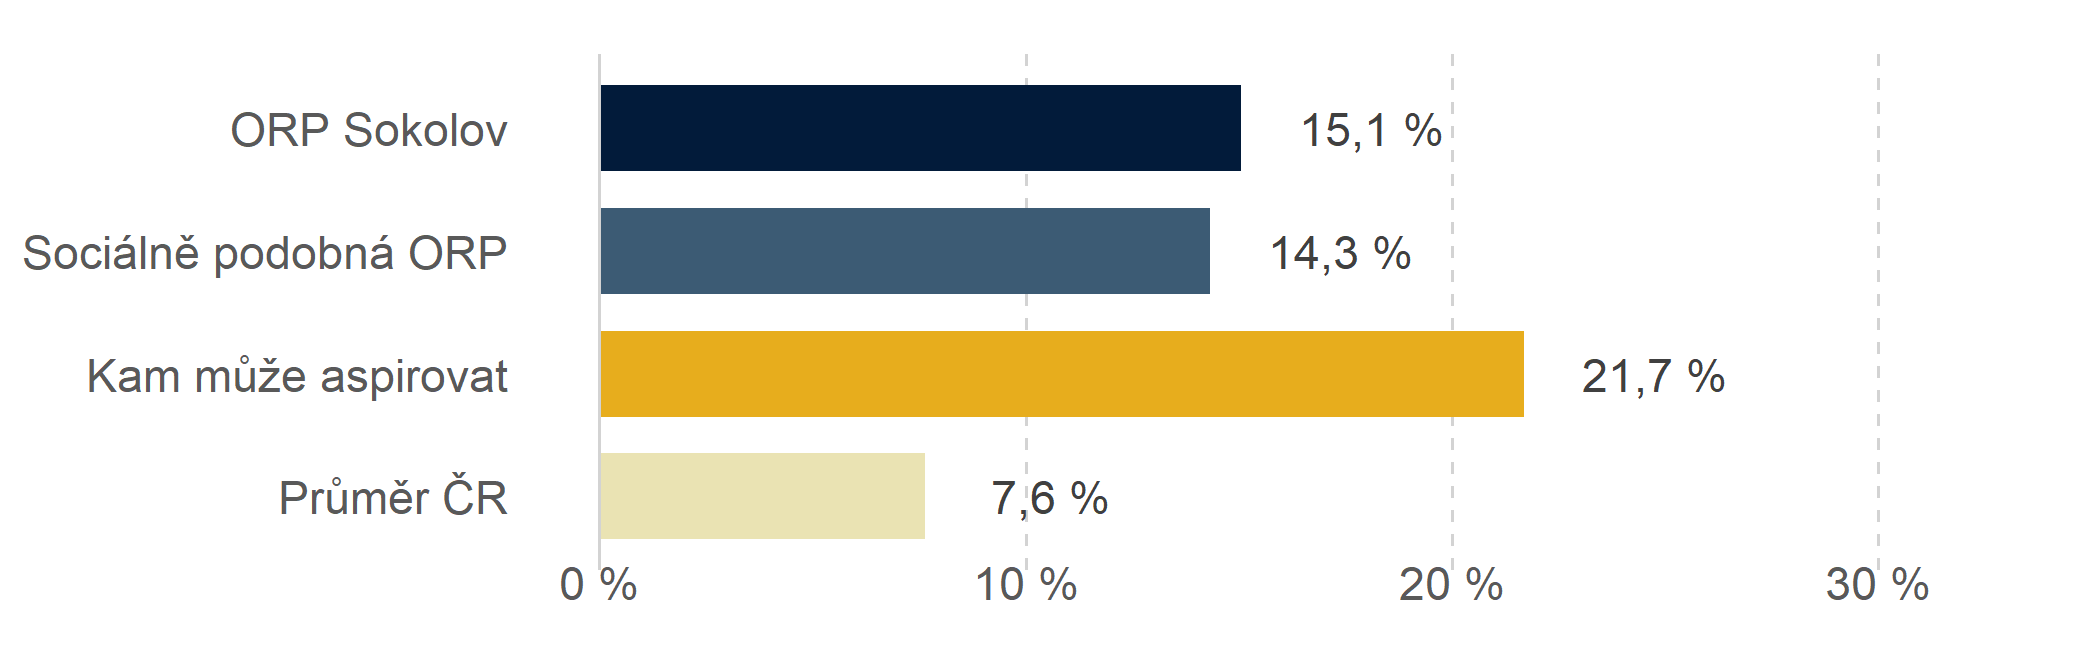 ORP Sokolov 15,1 %
Sociálně podobná ORP 14,3 %
Kam může aspirovat 21,7 %
Průměr ČR 7,6 %
0 % 10 % 20 % 30 %